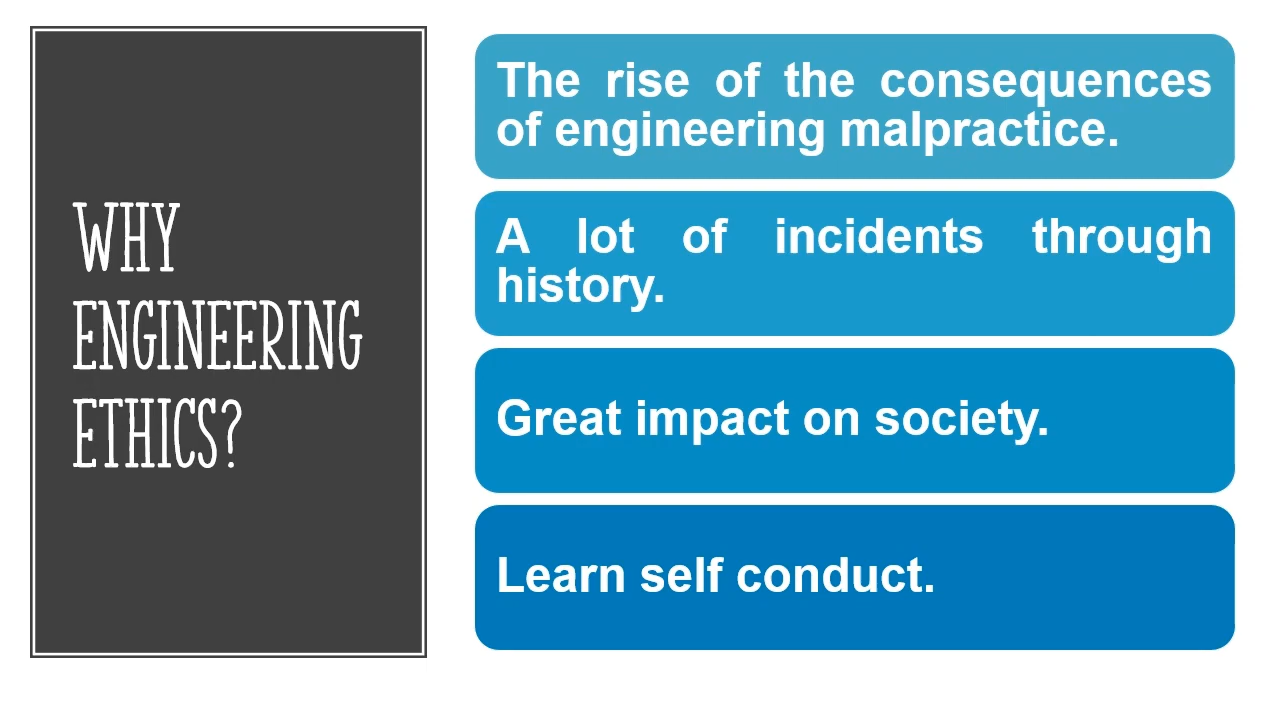 WHY
ENGINEERING
ETHICS?
The rise of the consequences
of engineering malpractice.
A lot of incidents through
history.
Great impact on society.
Learn self conduct.